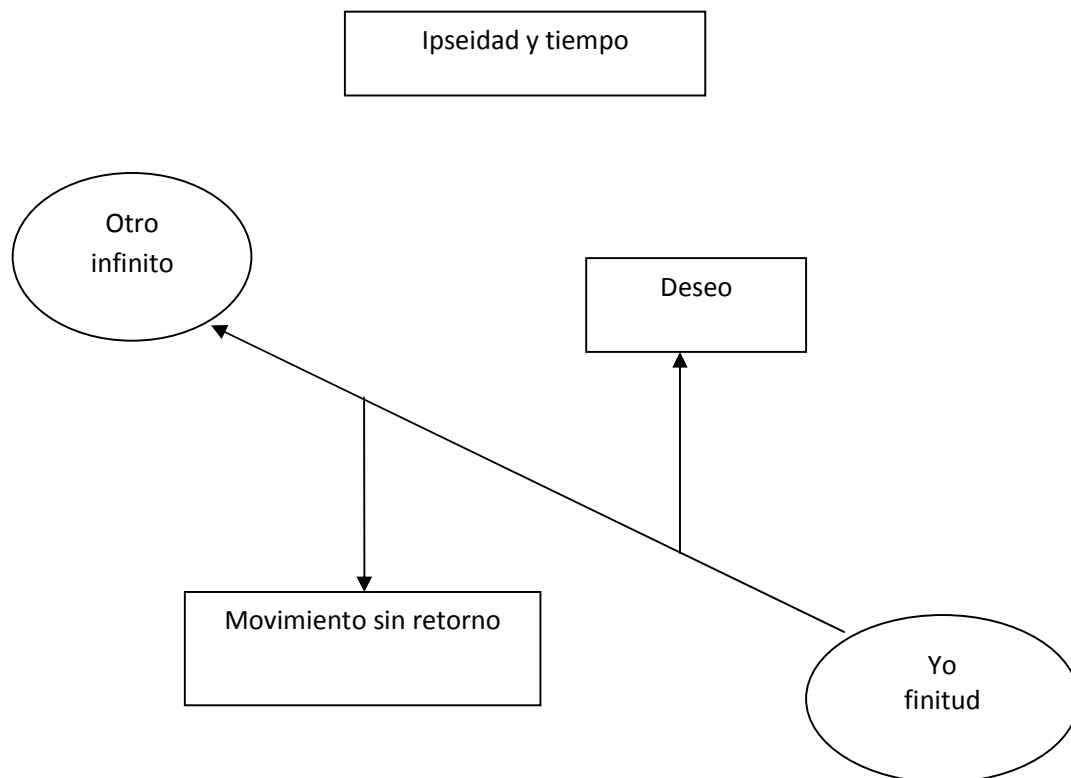 Ipseidad y tiempo
Otro
infinito
Deseo
Movimiento sin retorno
Yo
finitud